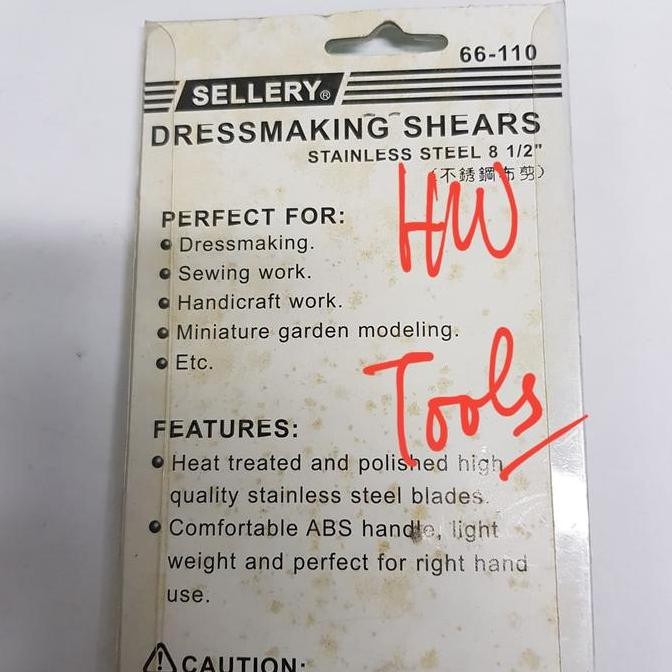 66-110
SELLERY®
DRESSMAKING SHEARS
STAINLESS STEEL 8 1/2"
(不銹鋼布剪)
HW
PERFECT FOR:
Dressmaking.
Sewing work.
Handicraft work.
Miniature garden modeling.
Etc.
Tools
FEATURES:
Heat treated and polished high
quality stainless steel blades.
Comfortable ABS handle, light
weight and perfect for right hand
use.
CAUTION: